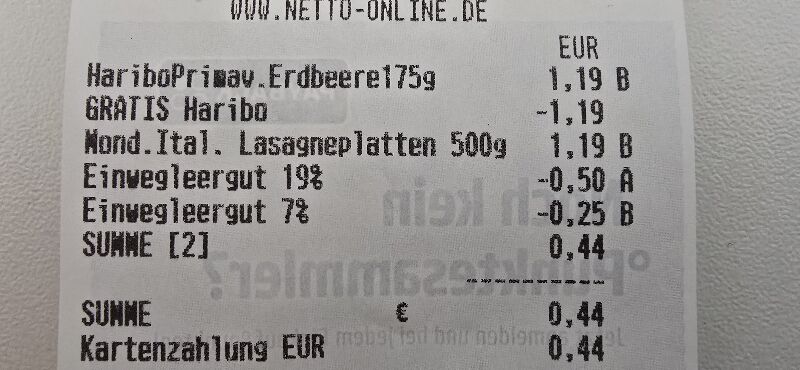 WWW.NETTO-ONLINE.DE
EUR
HariboPrimav.Erdbeere175g 1,19 B
GRATIS Haribo -1,19
Mond.Ital. Lasagneplatten 500g 1,19 B
Einwegleergut 19% -0,50 A
Einwegleergut 7% -0,25 B
SUMME [2] 0,44
SUMME € 0,44
Kartenzahlung EUR 0,44